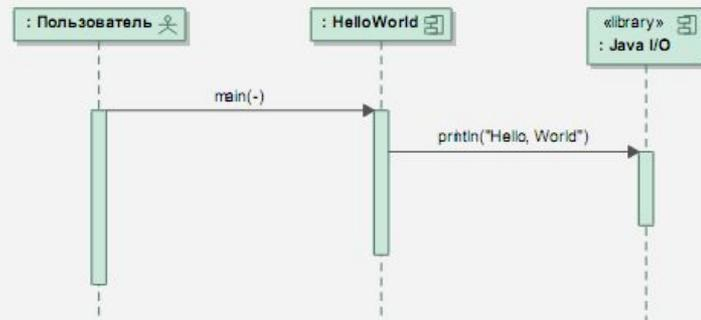 : Пользователь
: HelloWorld
«library»
: Java I/O
main(-)
println("Hello, World")